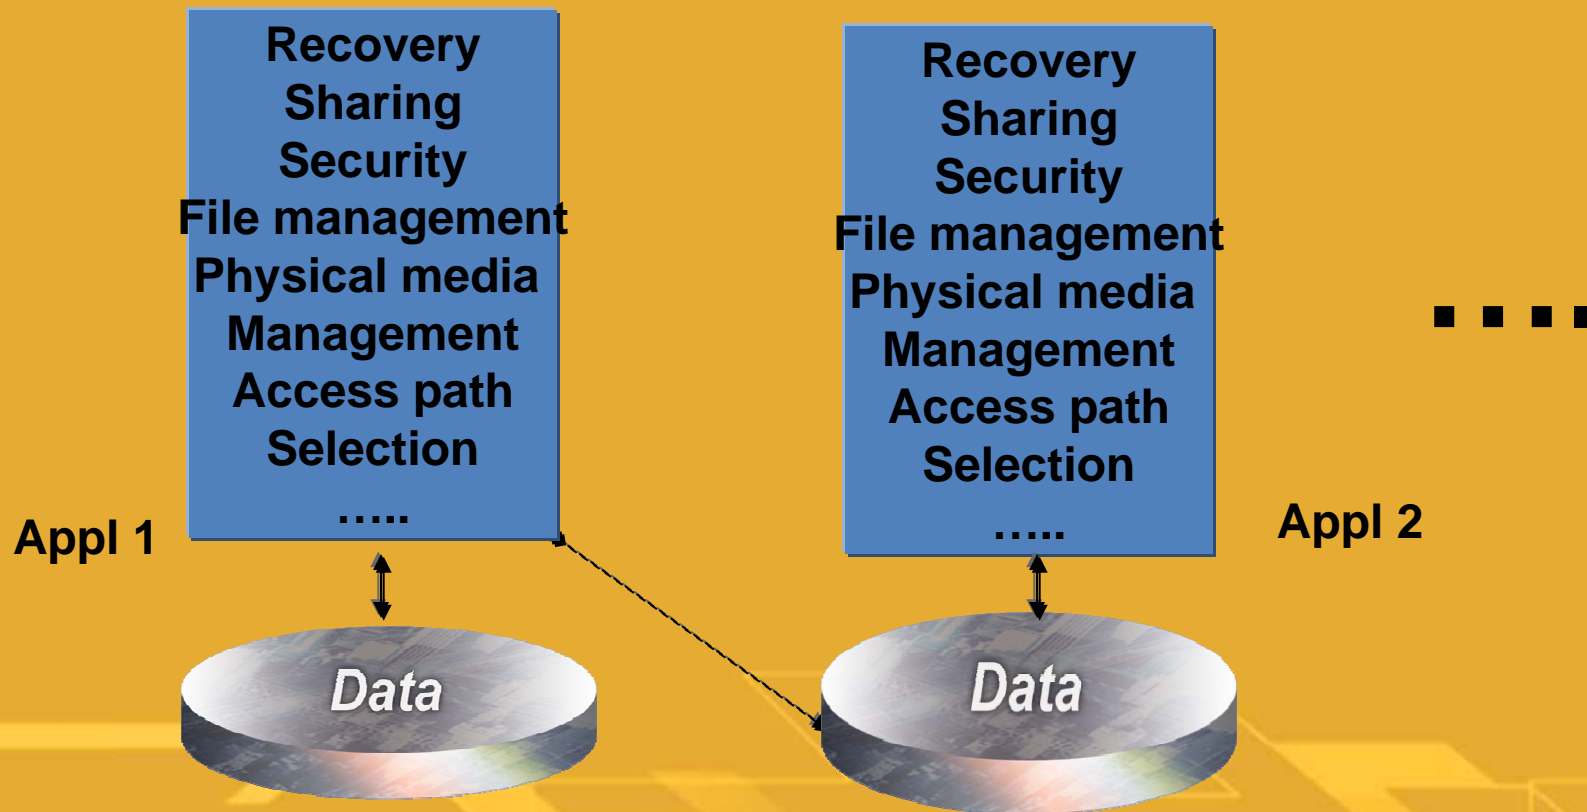 Recovery
Sharing
Security
File management
Physical media
Management
Access path
Selection
…..
Appl 1
Data
Recovery
Sharing
Security
File management
Physical media
Management
Access path
Selection
…..
Appl 2
Data